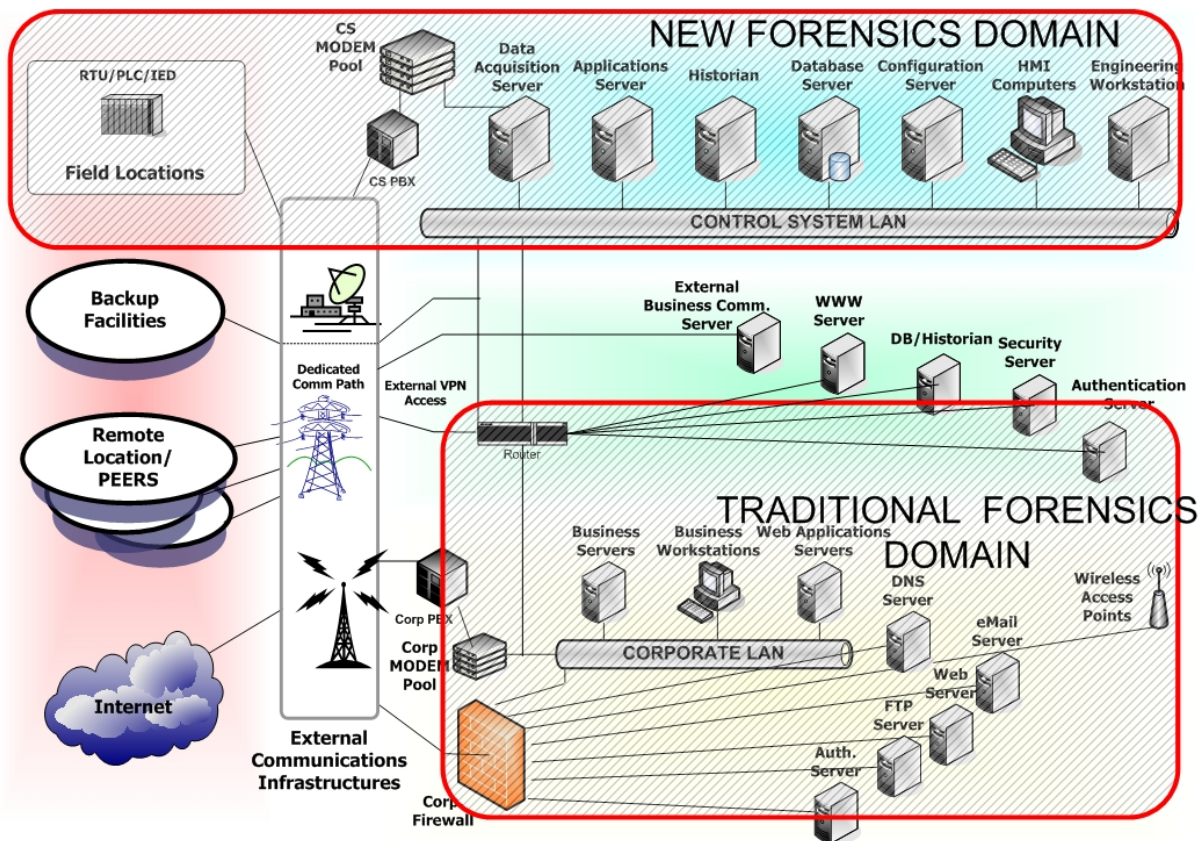 NEW FORENSICS DOMAIN
CS
MODEM
Pool
RTU/PLC/IED
Field Locations
CS PBX
Data
Acquisition
Server
Applications
Server
Historian
Database
Server
Configuration
Server
HMI
Computers
Engineering
Workstation
CONTROL SYSTEM LAN
Backup
Facilities
External
Business Comm.
Server
WWW
Server
DB/Historian
Security
Server
Authentication
Server
Dedicated
Comm Path
External VPN
Access
Router
Remote
Location/
PEERS
TRADITIONAL FORENSICS
DOMAIN
Business
Servers
Business
Workstations
Web Applications
Servers
DNS
Server
Wireless
Access
Points
eMail
Server
Corp PBX
Corp
MODEM
Pool
CORPORATE LAN
Web
Server
FTP
Server
Auth.
Server
Internet
External
Communications
Infrastructures
Corp
Firewall